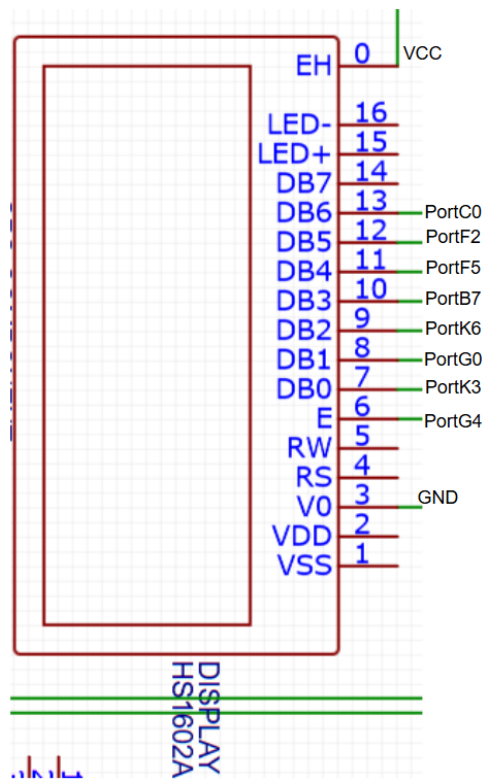 EH 0 VCC
LED- 16
LED+ 15
DB7 14
DB6 13 PortC0
DB5 12 PortF2
DB4 11 PortF5
DB3 10 PortB7
DB2 9 PortK6
DB1 8 PortG0
DB0 7 PortK3
E 6 PortG4
RW 5
RS 4
V0 3 GND
VDD 2
VSS 1
DISPLAY
HS1602A